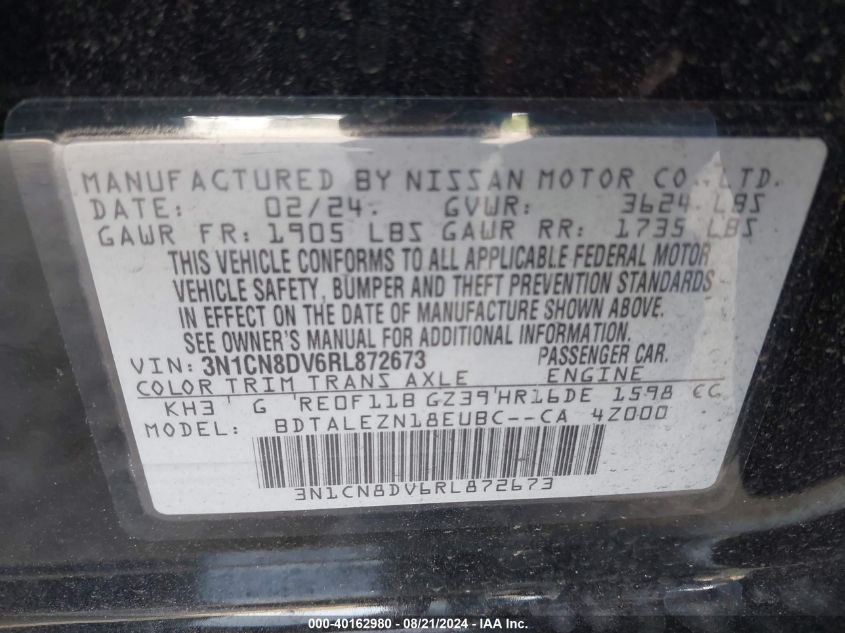 MANUFACTURED BY NISSAN MOTOR CO., LTD.
DATE: 02/24. GVWR: 3624 LBS
GAWR FR: 1905 LBS GAWR RR: 1735 LBS
THIS VEHICLE CONFORMS TO ALL APPLICABLE FEDERAL MOTOR
VEHICLE SAFETY, BUMPER AND THEFT PREVENTION STANDARDS
IN EFFECT ON THE DATE OF MANUFACTURE SHOWN ABOVE.
SEE OWNER'S MANUAL FOR ADDITIONAL INFORMATION.
VIN: 3N1CN8DV6RL872673 PASSENGER CAR.
COLOR TRIM TRANS AXLE ENGINE
KH3 ' G 'RE0F11B GZ39'HR16DE 1598 CC
MODEL: BDTALEZN18EUBC--CA 4Z000
3N1CN8DV6RL872673
000-40162980 - 08/21/2024 - IAA, Inc.